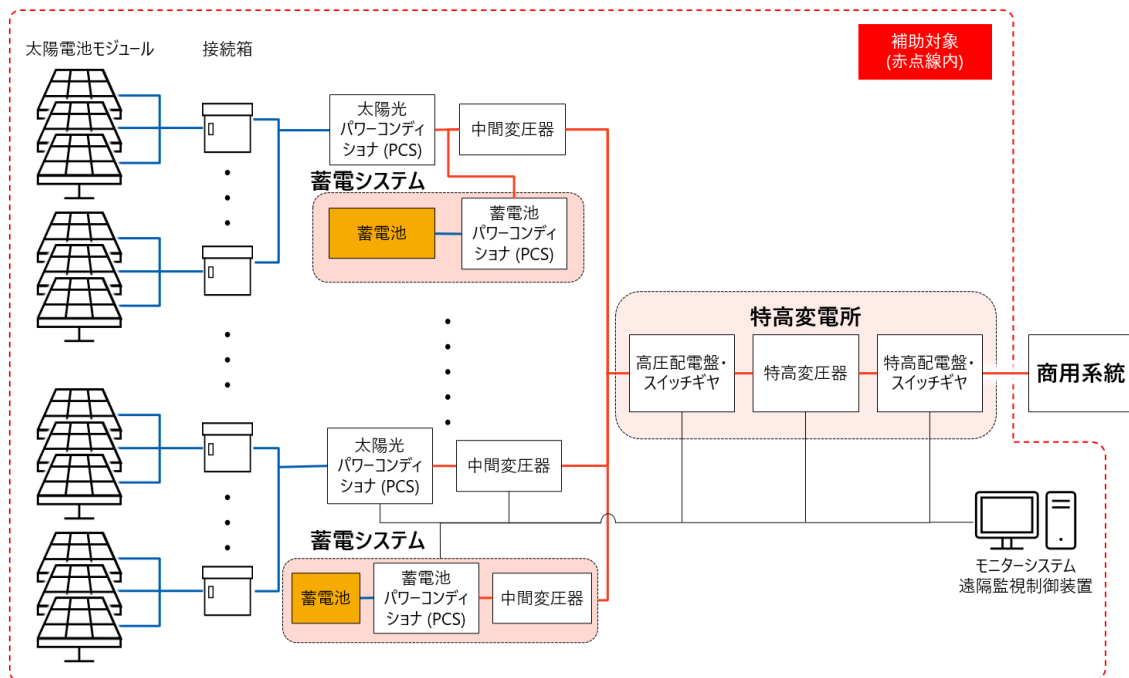 補助対象
(赤点線内)
太陽電池モジュール
接続箱
太陽光
パワーコンディ
ショナ (PCS)
中間変圧器
蓄電システム
蓄電池
蓄電池
パワーコンディ
ショナ (PCS)
特高変電所
高圧配電盤・
スイッチギヤ
特高変圧器
特高配電盤・
スイッチギヤ
商用系統
太陽光
パワーコンディ
ショナ (PCS)
中間変圧器
蓄電システム
蓄電池
蓄電池
パワーコンディ
ショナ (PCS)
中間変圧器
モニターシステム
遠隔監視制御装置